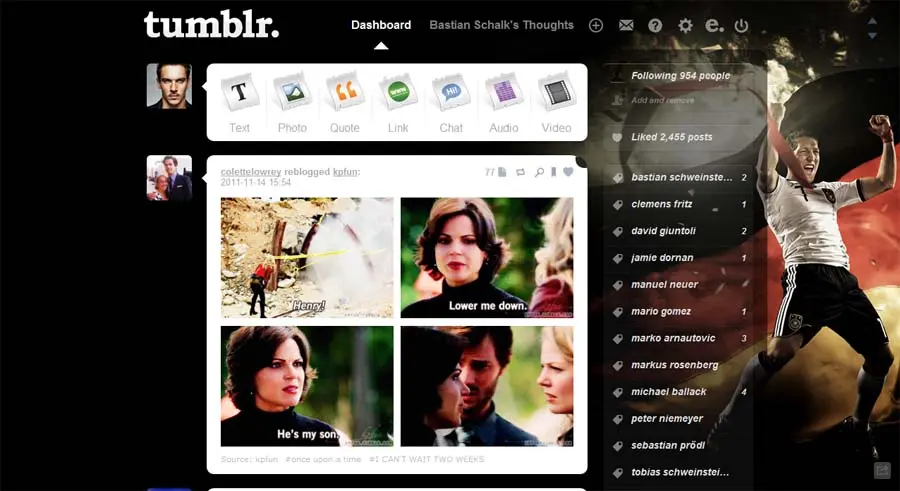 tumblr.
Dashboard
Bastian Schalk's Thoughts
Text
Photo
Quote
Link
Chat
Audio
Video
T
WWW
Hi!
colettelowrey reblogged kpfun:
2011-11-14 15:54
77
Henry!
Lower me down.
He's my son.
Source: kpfun #once upon a time #I CAN'T WAIT TWO WEEKS
Following 954 people
Add and remove
Liked 2,455 posts
bastian schweinste... 2
clemens fritz 1
david giuntoli 2
jamie dornan 1
manuel neuer
mario gomez 1
marko arnautovic 3
markus rosenberg
michael ballack 4
peter niemeyer
sebastian prödl
tobias schweinstei...